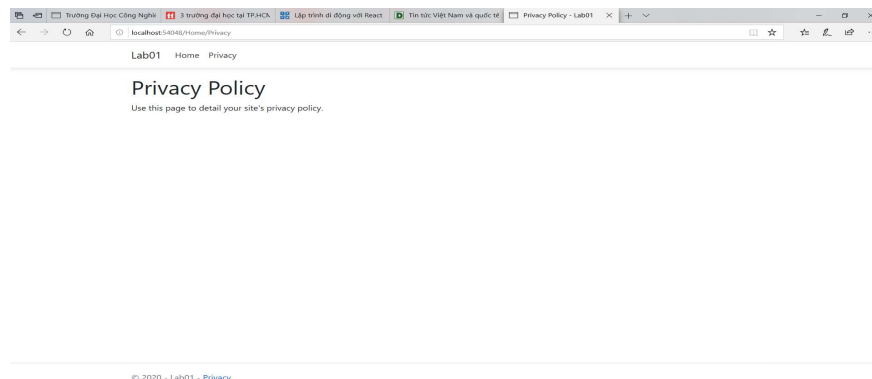 Trường Đại Học Công Nghiệ
3 trường đại học tại TP.HCM
Lập trình di động với React
Tin tức Việt Nam và quốc tế
Privacy Policy - Lab01
localhost:54048/Home/Privacy
Lab01 Home Privacy
Privacy Policy
Use this page to detail your site's privacy policy.
© 2020 - Lab01 - Privacy